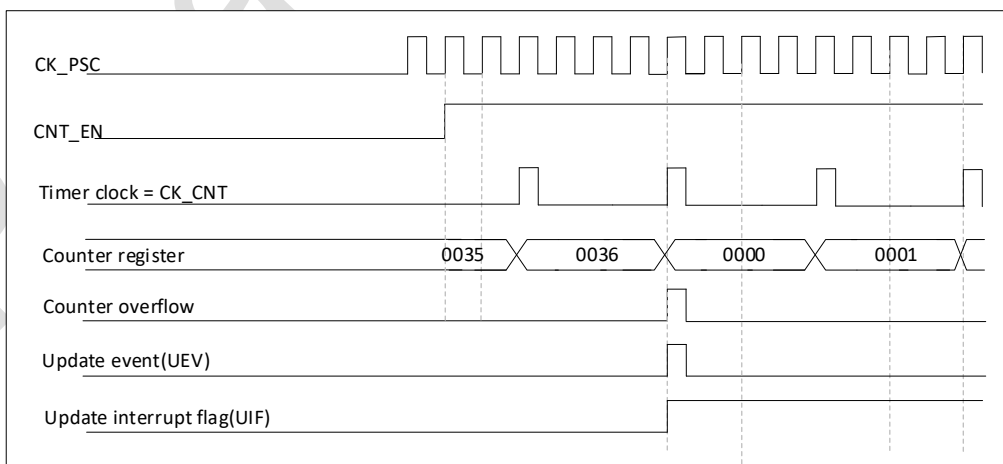 CK_PSC
CNT_EN
Timer clock = CK_CNT
Counter register 0035 0036 0000 0001
Counter overflow
Update event(UEV)
Update interrupt flag(UIF)